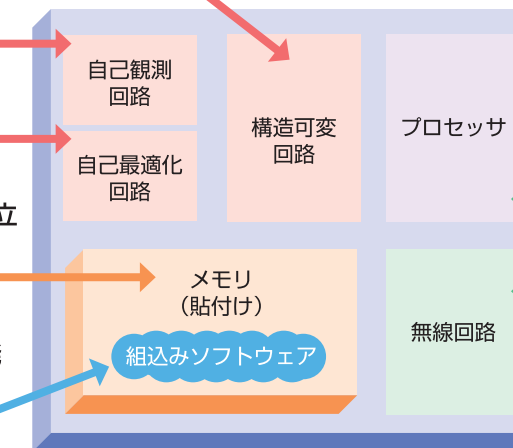 自己観測
回路
自己最適化
回路
構造可変
回路
プロセッサ
立
メモリ
（貼付け）
組込みソフトウェア
無線回路